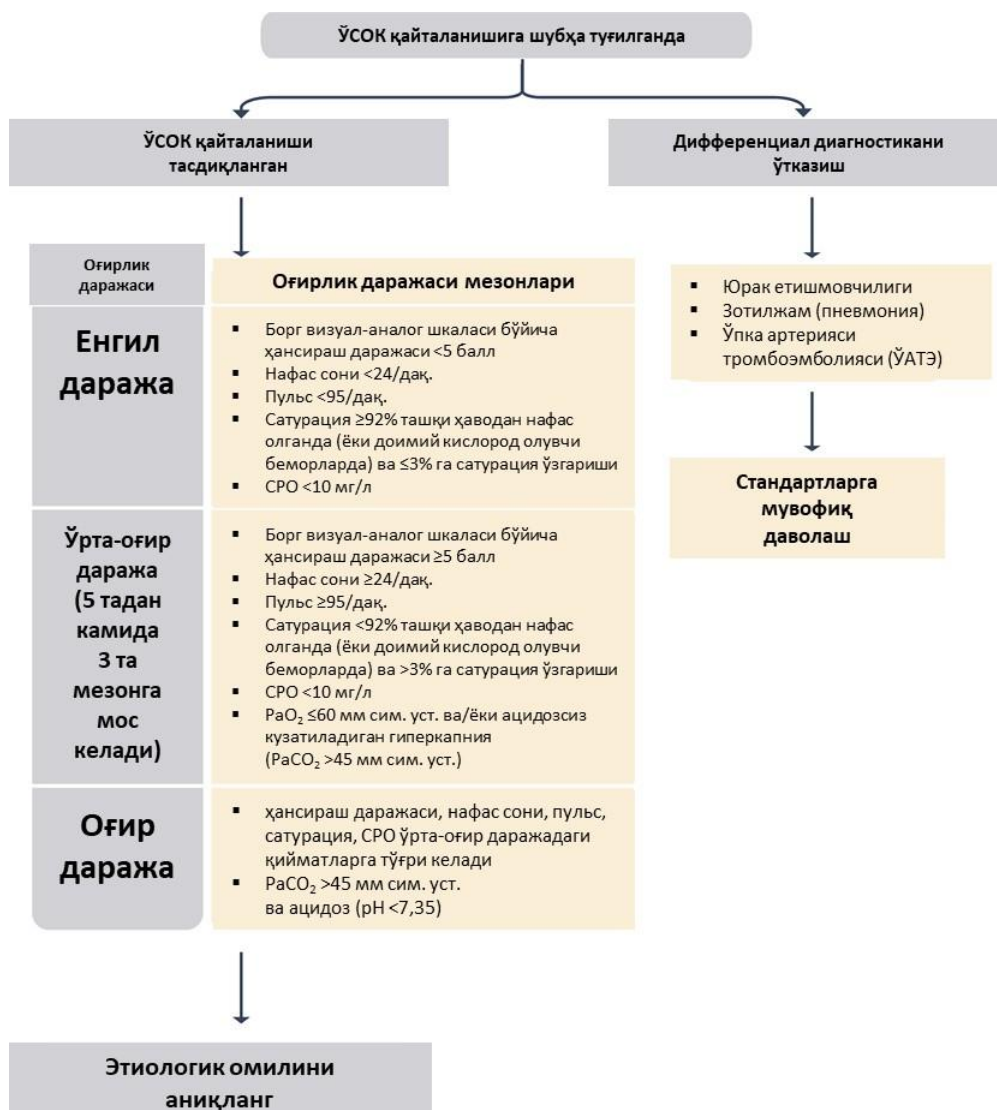 ЎСОК қайталанишига шубҳа туғилганда
ЎСОК қайталаниши
тасдиқланган
Дифференциал диагностикани
ўтказиш
Оғирлик
даражаси
Оғирлик даражаси мезонлари
Енгил
даража
▪ Борг визуал-аналог шкаласи бўйича
ҳансираш даражаси <5 балл
▪ Нафас сони <24/дақ.
▪ Пульс <95/дақ.
▪ Сатурация ≥92% ташқи ҳаводан нафас
олганда (ёки доимий кислород олувчи
беморларда) ва ≤3% га сатурация ўзгариши
▪ СРО <10 мг/л
Ўрта-оғир
даража
(5 тадан
камида
3 та
мезонга
мос
келади)
▪ Борг визуал-аналог шкаласи бўйича
ҳансираш даражаси ≥5 балл
▪ Нафас сони ≥24/дақ.
▪ Пульс ≥95/дақ.
▪ Сатурация <92% ташқи ҳаводан нафас
олганда (ёки доимий кислород олувчи
беморларда) ва >3% га сатурация ўзгариши
▪ СРО <10 мг/л
▪ PaO₂ ≤60 мм сим. уст. ва/ёки ацидозсиз
кузатиладиган гиперкапния
(PaCO₂ >45 мм сим. уст.)
Оғир
даража
▪ ҳансираш даражаси, нафас сони, пульс,
сатурация, СРО ўрта-оғир даражадаги
қийматларга тўғри келади
▪ PaCO₂ >45 мм сим. уст.
ва ацидоз (pH <7,35)
Этиологик омилини
аниқланг
▪ Юрак етишмовчилиги
▪ Зотилжам (пневмония)
▪ Ўпка артерияси
тромбоэмболияси (ЎАТЭ)
Стандартларга
мувофиқ
даволаш